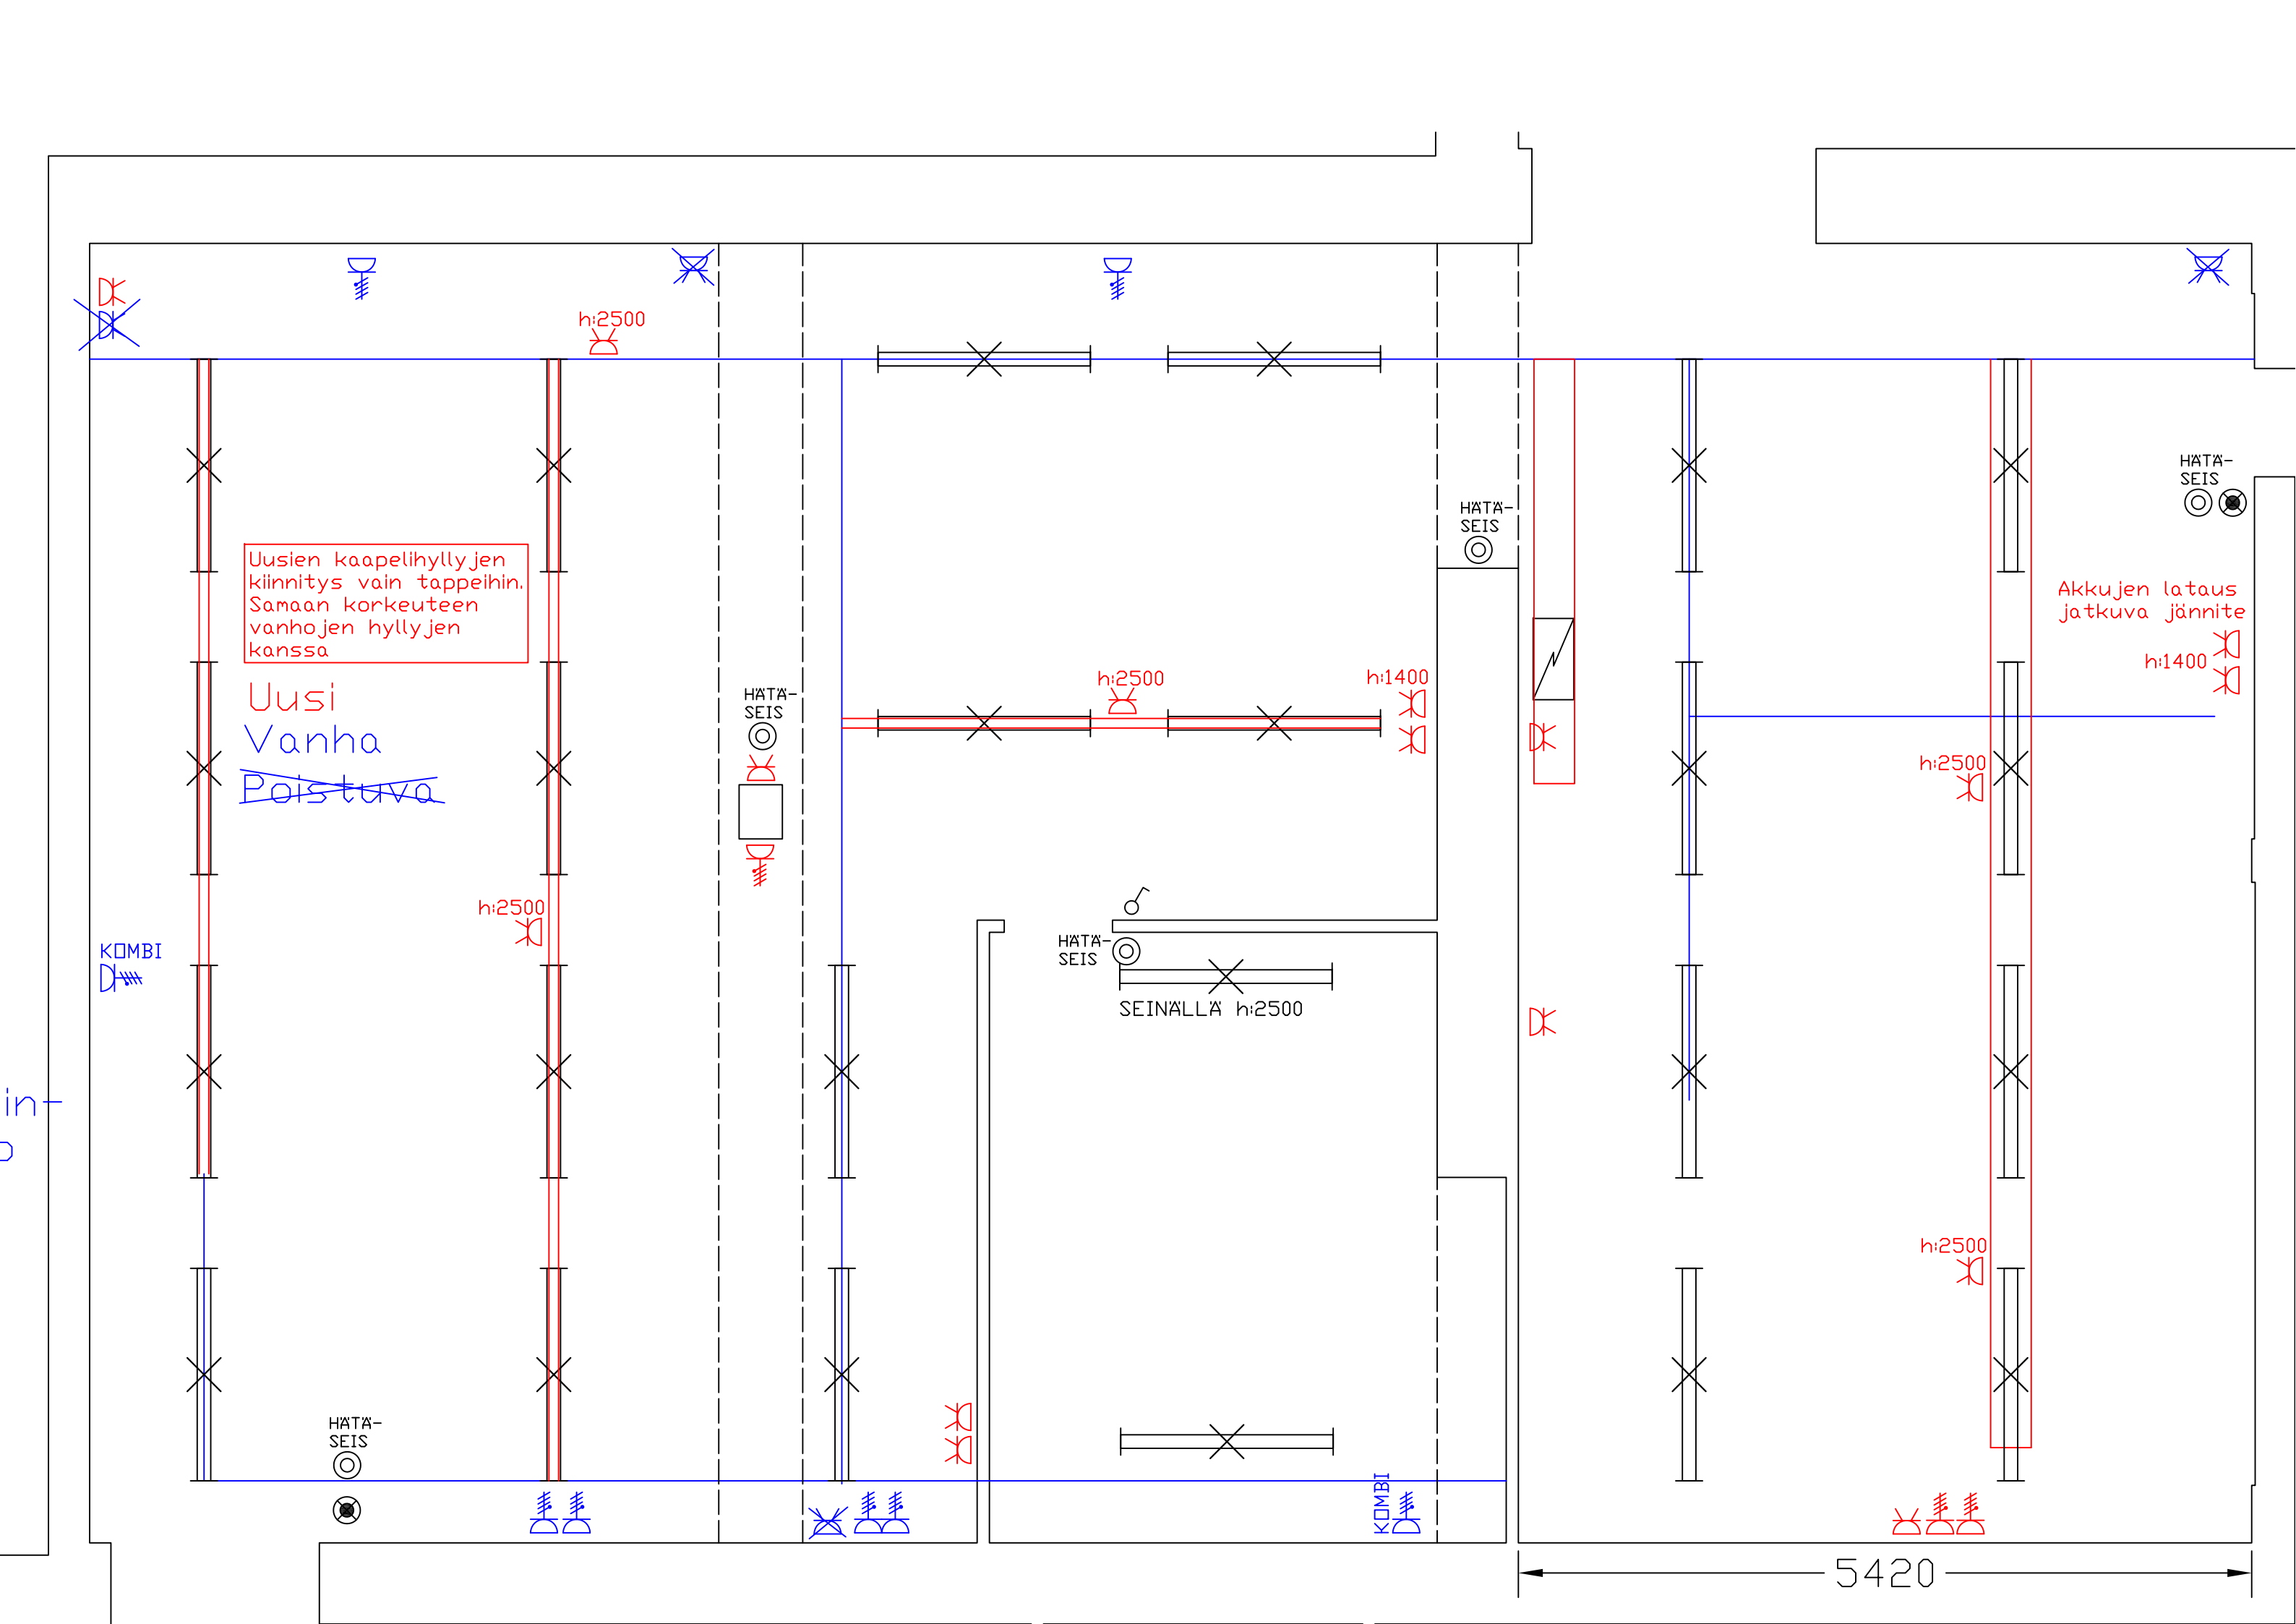 h:2500
HÄTÄ-
SEIS
HÄTÄ-
SEIS
Uusien kaapelihyllyjen
kiinnitys vain tappeihin.
Samaan korkeuteen
vanhojen hyllyjen
kanssa
Akkujen lataus
jatkuva jännite
h:1400
h:2500
h:1400
Uusi
Vanha
Poistuva
HÄTÄ-
SEIS
h:2500
h:2500
KOMBI
HÄTÄ-
SEIS
SEINÄLLÄ h:2500
in-
h:2500
HÄTÄ-
SEIS
KOMBI
5420